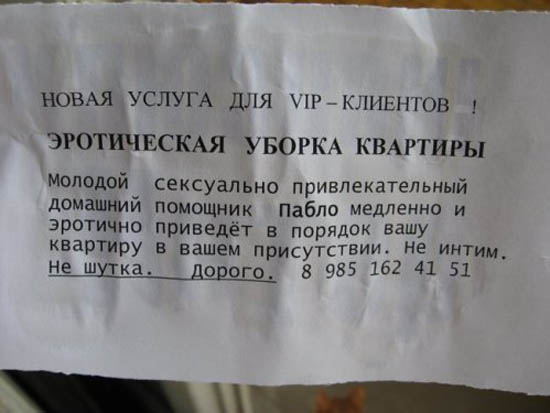 НОВАЯ УСЛУГА ДЛЯ VIP – КЛИЕНТОВ !
ЭРОТИЧЕСКАЯ УБОРКА КВАРТИРЫ
Молодой сексуально привлекательный
домашний помощник Пабло медленно и
эротично приведёт в порядок вашу
квартиру в вашем присутствии. Не интим.
Не шутка. Дорого. 8 985 162 41 51